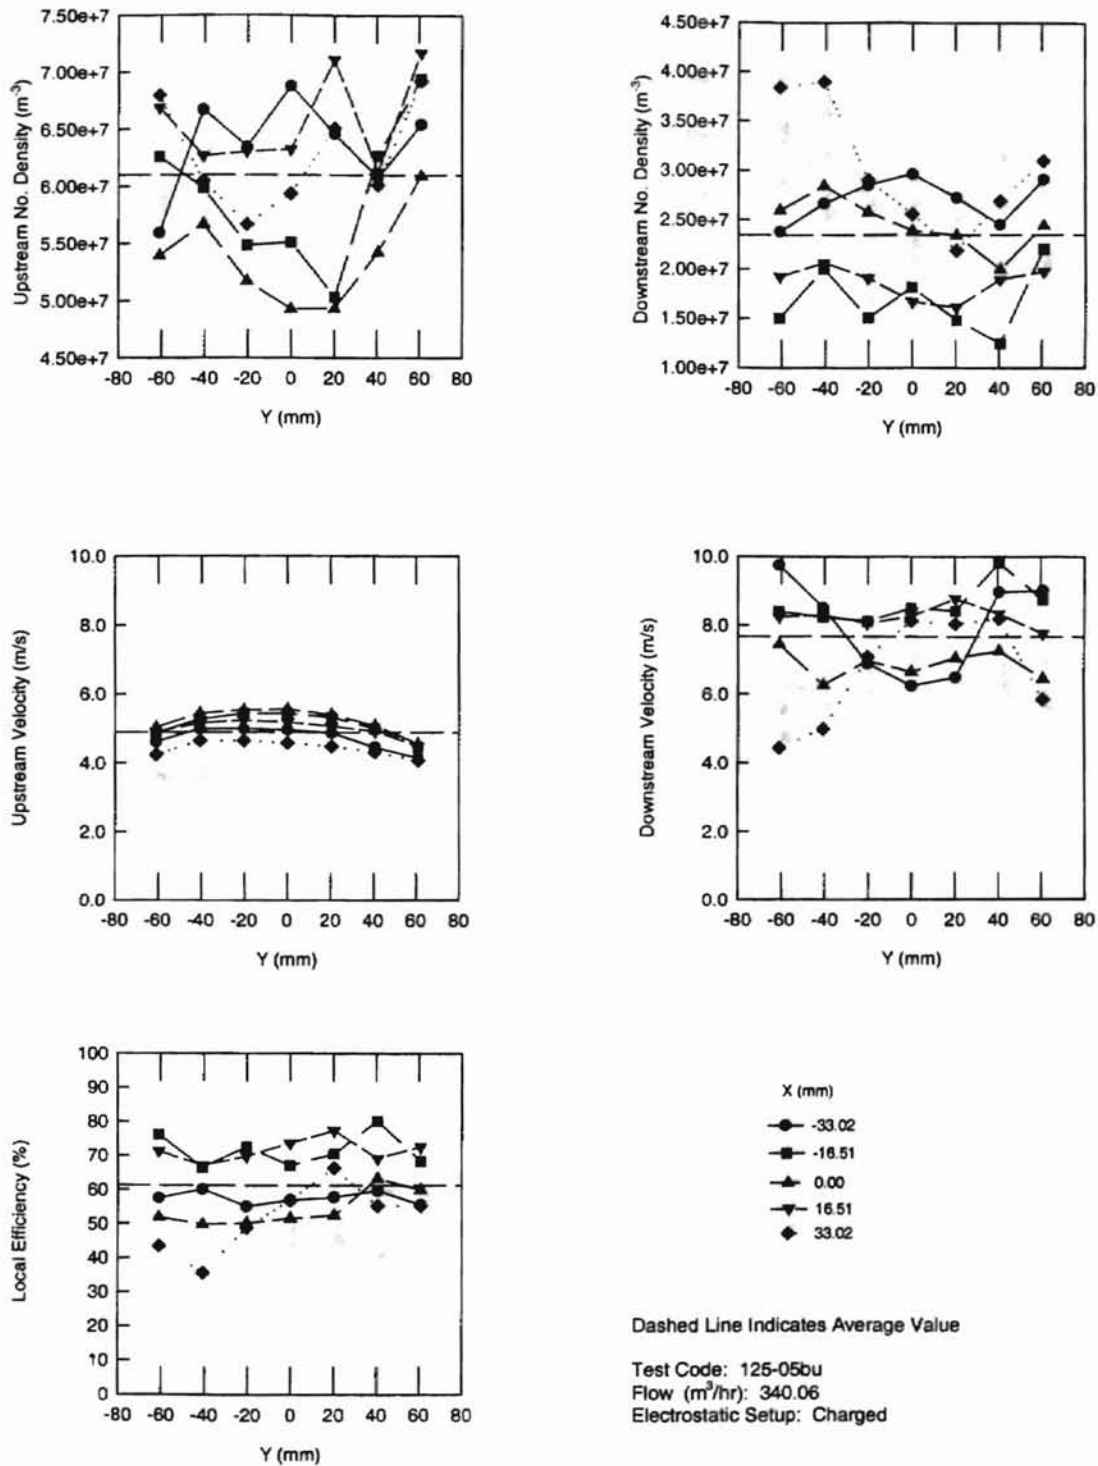 7.50e+7
7.00e+7
6.50e+7
6.00e+7
5.50e+7
5.00e+7
4.50e+7
Upstream No. Density (m⁻³)
-80 -60 -40 -20 0 20 40 60 80
Y (mm)
4.50e+7
4.00e+7
3.50e+7
3.00e+7
2.50e+7
2.00e+7
1.50e+7
1.00e+7
Downstream No. Density (m⁻³)
-80 -60 -40 -20 0 20 40 60 80
Y (mm)
10.0
8.0
6.0
4.0
2.0
0.0
Upstream Velocity (m/s)
-80 -60 -40 -20 0 20 40 60 80
Y (mm)
10.0
8.0
6.0
4.0
2.0
0.0
Downstream Velocity (m/s)
-80 -60 -40 -20 0 20 40 60 80
Y (mm)
100
90
80
70
60
50
40
30
20
10
0
Local Efficiency (%)
-80 -60 -40 -20 0 20 40 60 80
Y (mm)
X (mm)
-33.02
-16.51
0.00
16.51
33.02
Dashed Line Indicates Average Value
Test Code: 125-05bu
Flow (m³/hr): 340.06
Electrostatic Setup: Charged